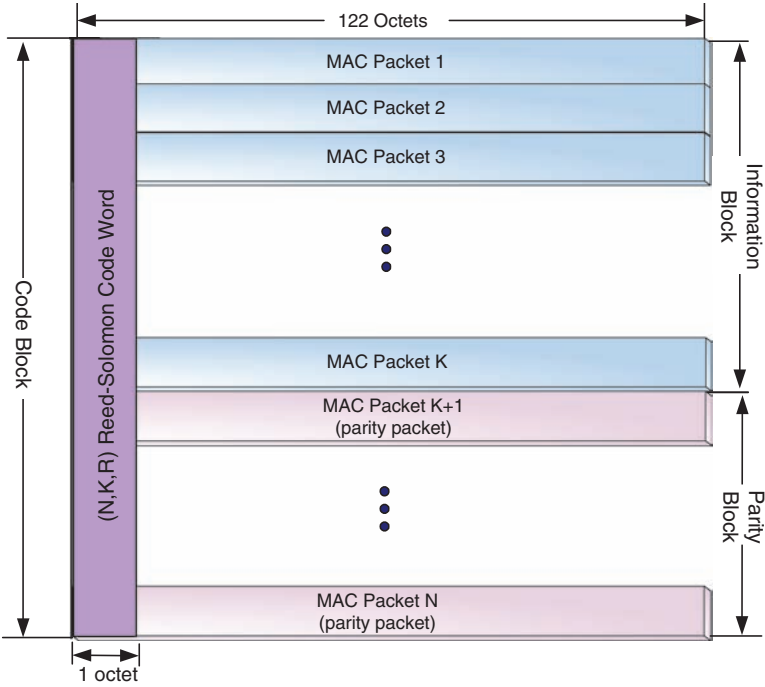 122 Octets
MAC Packet 1
MAC Packet 2
MAC Packet 3
Information
Block
Code Block
(N,K,R) Reed-Solomon Code Word
MAC Packet K
MAC Packet K+1
(parity packet)
Parity
Block
MAC Packet N
(parity packet)
1 octet